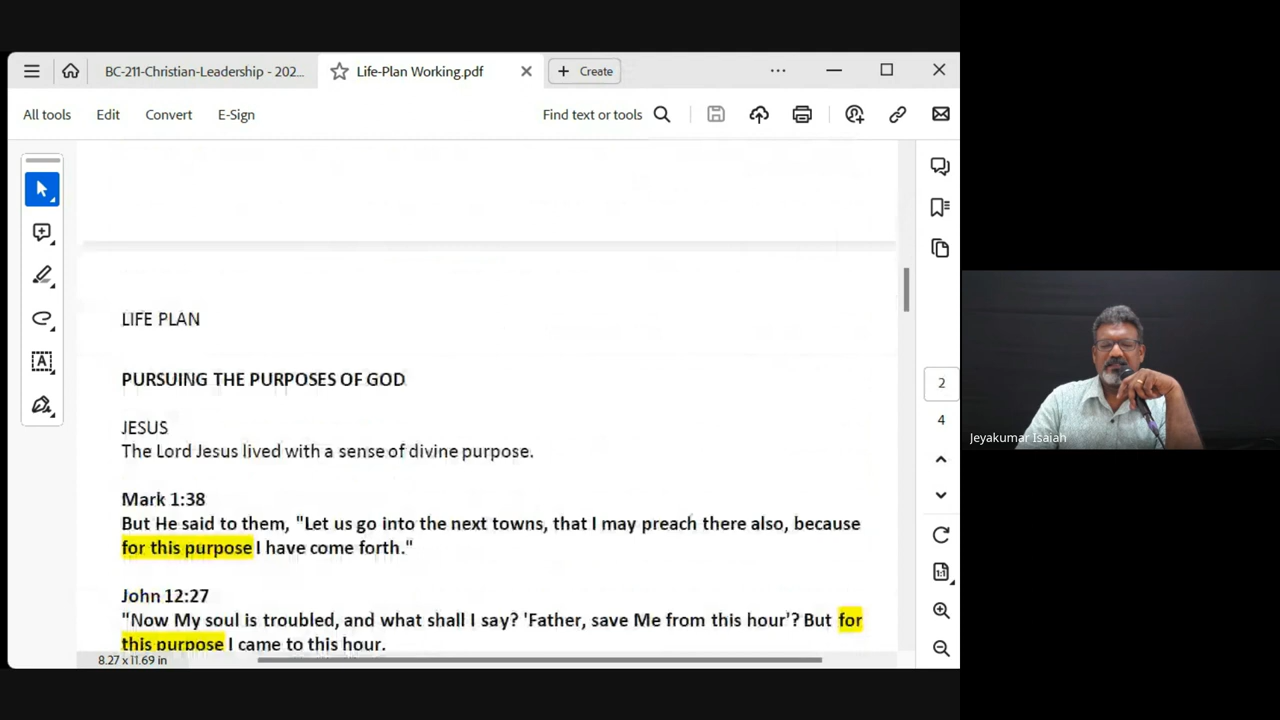 BC-211-Christian-Leadership - 202...
Life-Plan Working.pdf
Create
All tools
Edit
Convert
E-Sign
Find text or tools
LIFE PLAN
PURSUING THE PURPOSES OF GOD
JESUS
The Lord Jesus lived with a sense of divine purpose.
Mark 1:38
But He said to them, "Let us go into the next towns, that I may preach there also, because
for this purpose I have come forth."
John 12:27
"Now My soul is troubled, and what shall I say? 'Father, save Me from this hour'? But for
this purpose I came to this hour.
8.27 x 11.69 in
2
4
1:1
Jeyakumar Isaiah